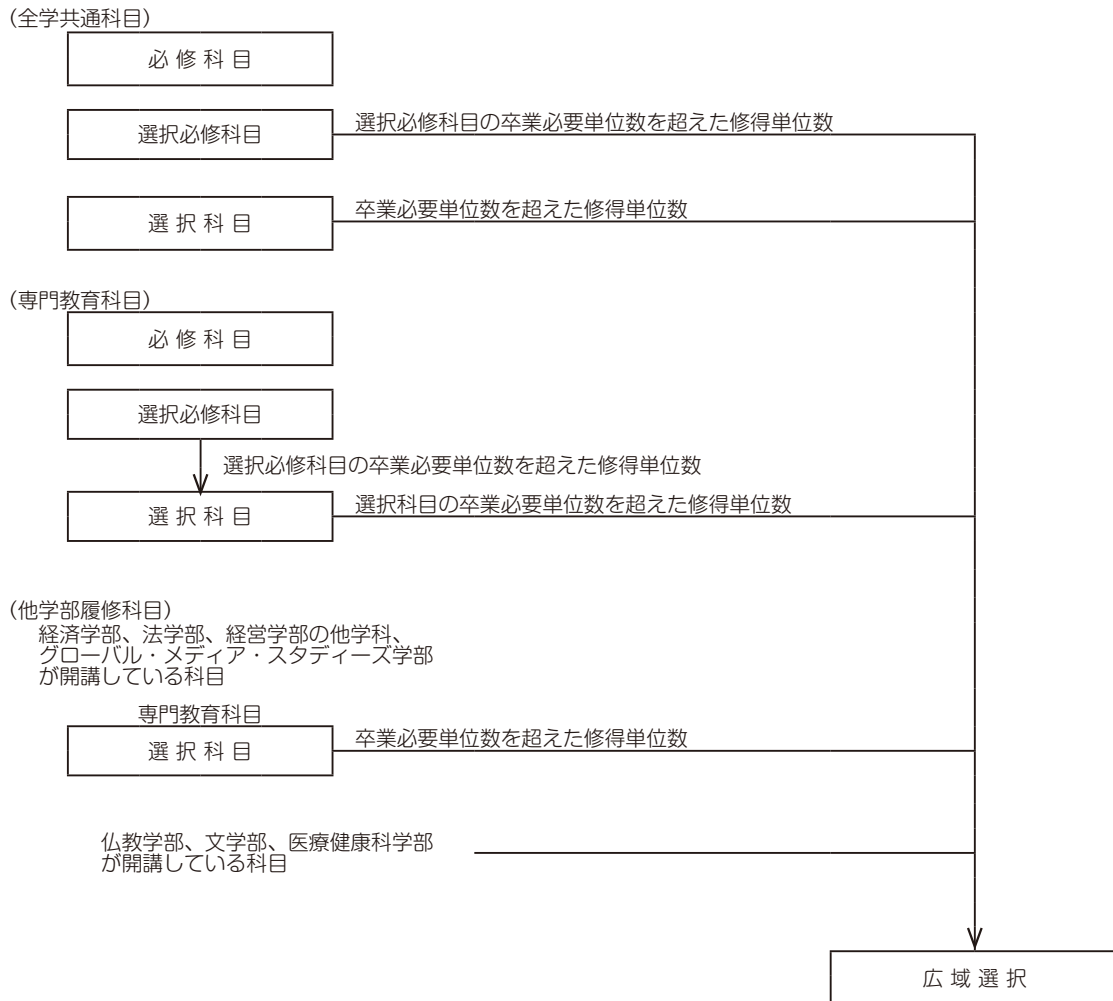 （全学共通科目）
必 修 科 目
選択必修科目
選択必修科目の卒業必要単位数を超えた修得単位数
選 択 科 目
卒業必要単位数を超えた修得単位数
（専門教育科目）
必 修 科 目
選択必修科目
選択必修科目の卒業必要単位数を超えた修得単位数
選 択 科 目
選択科目の卒業必要単位数を超えた修得単位数
（他学部履修科目）
経済学部、法学部、経営学部の他学科、
グローバル・メディア・スタディーズ学部
が開講している科目
専門教育科目
選 択 科 目
卒業必要単位数を超えた修得単位数
仏教学部、文学部、医療健康科学部
が開講している科目
広 域 選 択